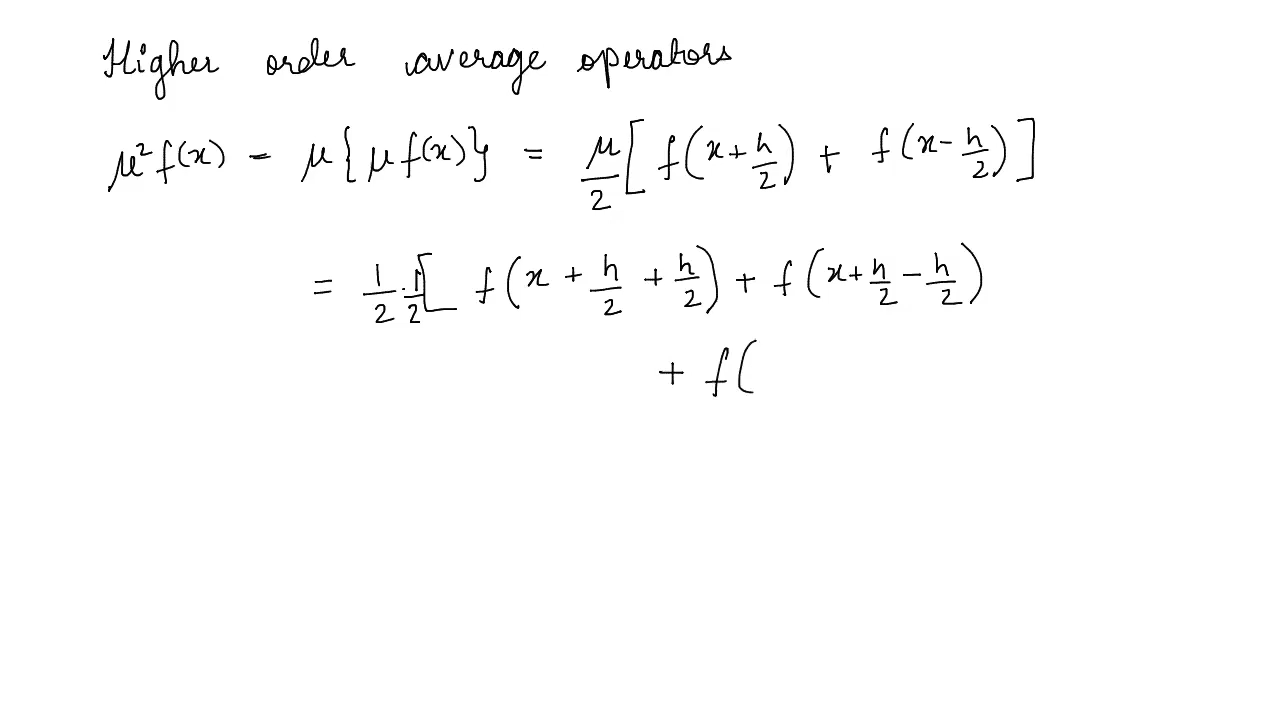 Higher order average operators
μ²f(x) - μ{μf(x)} = μ/2[f(x+h/2) + f(x-h/2)]
= 1/2.1/2[f(x + h/2 + h/2) + f(x+h/2 - h/2)
+ f(